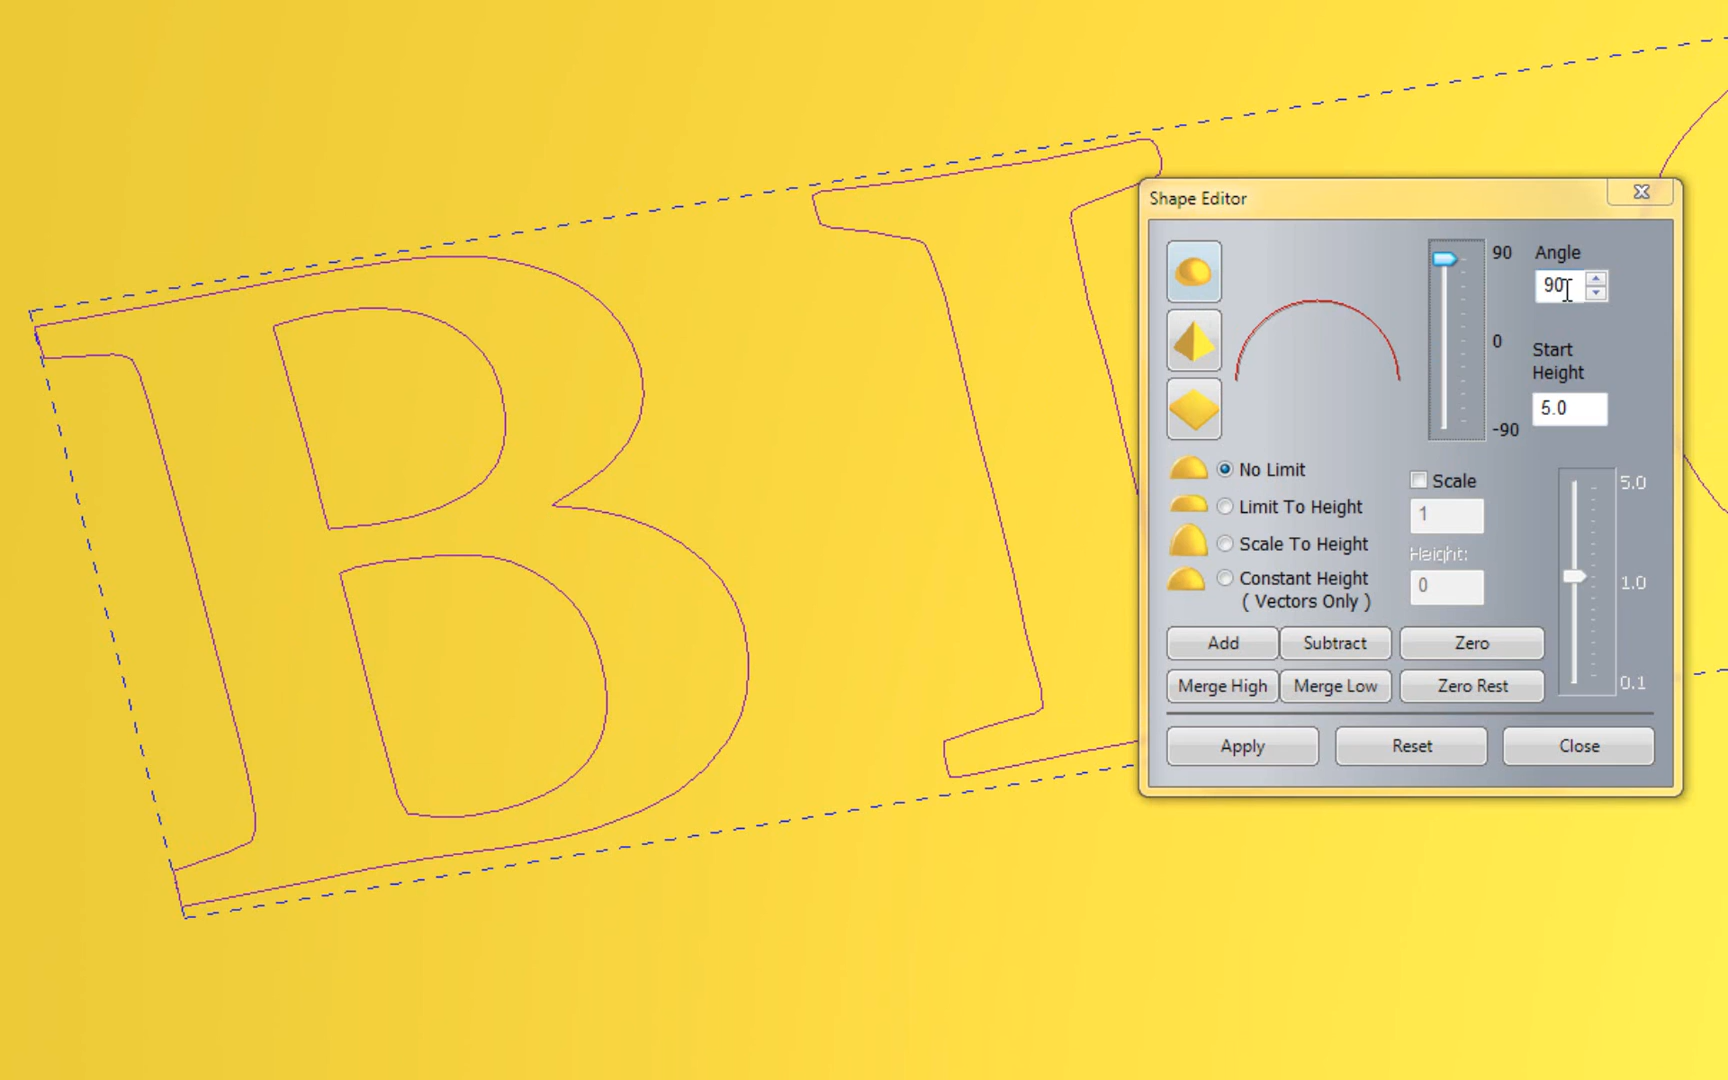 B I
Shape Editor
90
Angle
90
0
Start
Height
5.0
-90
No Limit
Scale
5.0
Limit To Height
1
Scale To Height
Height:
Constant Height
( Vectors Only )
0
1.0
Add
Subtract
Zero
Merge High
Merge Low
Zero Rest
0.1
Apply
Reset
Close